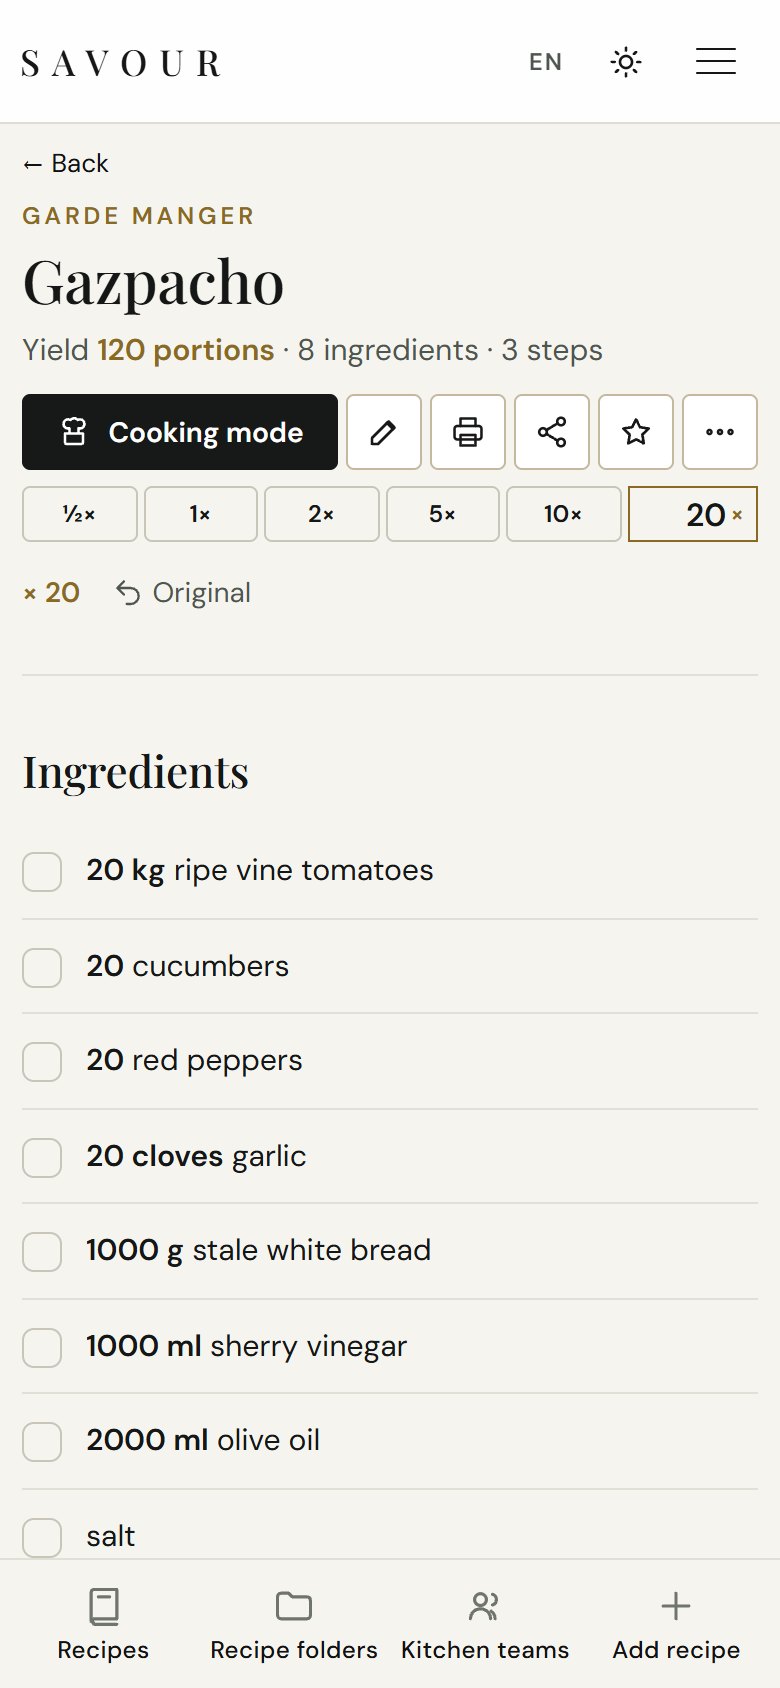 SAVOUR EN
← Back
GARDE MANGER
Gazpacho
Yield 120 portions · 8 ingredients · 3 steps
Cooking mode
½× 1× 2× 5× 10× 20 ×
× 20 Original
Ingredients
20 kg ripe vine tomatoes
20 cucumbers
20 red peppers
20 cloves garlic
1000 g stale white bread
1000 ml sherry vinegar
2000 ml olive oil
salt
Recipes Recipe folders Kitchen teams Add recipe